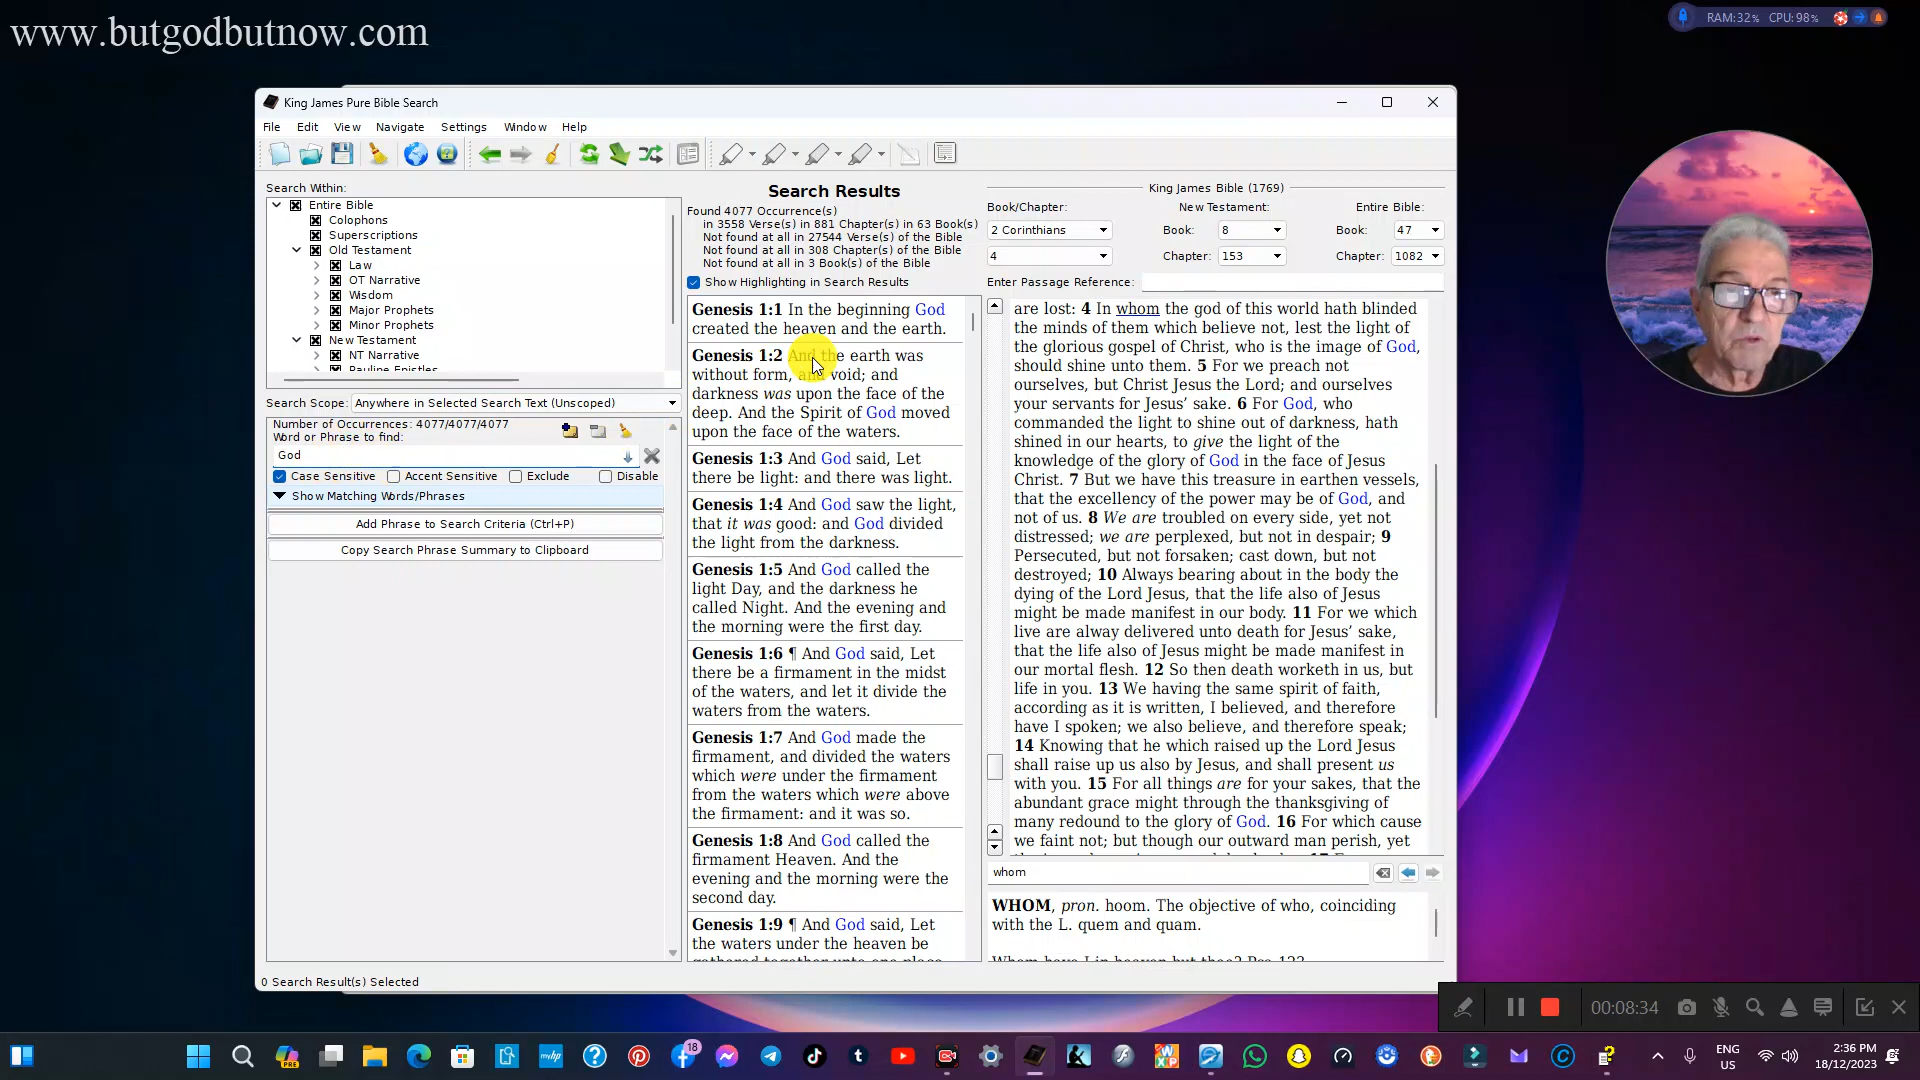 www.butgodbutnow.com
RAM:32% CPU:98%
King James Pure Bible Search
File Edit View Navigate Settings Window Help
Search Within:
Entire Bible
Colophons
Superscriptions
Old Testament
Law
OT Narrative
Wisdom
Major Prophets
Minor Prophets
New Testament
NT Narrative
Pauline Epistles
Search Scope: Anywhere in Selected Search Text (Unscoped)
Number of Occurrences: 4077/4077/4077
Word or Phrase to find:
God
Case Sensitive Accent Sensitive Exclude Disable
Show Matching Words/Phrases
Add Phrase to Search Criteria (Ctrl+P)
Copy Search Phrase Summary to Clipboard
0 Search Result(s) Selected
Search Results
Found 4077 Occurrence(s)
in 3558 Verse(s) in 881 Chapter(s) in 63 Book(s)
Not found at all in 27544 Verse(s) of the Bible
Not found at all in 308 Chapter(s) of the Bible
Not found at all in 3 Book(s) of the Bible
Show Highlighting in Search Results
Genesis 1:1 In the beginning God
created the heaven and the earth.
Genesis 1:2 And the earth was
without form, and void; and
darkness was upon the face of the
deep. And the Spirit of God moved
upon the face of the waters.
Genesis 1:3 And God said, Let
there be light: and there was light.
Genesis 1:4 And God saw the light,
that it was good: and God divided
the light from the darkness.
Genesis 1:5 And God called the
light Day, and the darkness he
called Night. And the evening and
the morning were the first day.
Genesis 1:6 ¶ And God said, Let
there be a firmament in the midst
of the waters, and let it divide the
waters from the waters.
Genesis 1:7 And God made the
firmament, and divided the waters
which were under the firmament
from the waters which were above
the firmament: and it was so.
Genesis 1:8 And God called the
firmament Heaven. And the
evening and the morning were the
second day.
Genesis 1:9 ¶ And God said, Let
the waters under the heaven be
gathered together unto one place,
King James Bible (1769)
Book/Chapter: New Testament: Entire Bible:
2 Corinthians Book: 8 Book: 47
4 Chapter: 153 Chapter: 1082
Enter Passage Reference:
are lost: 4 In whom the god of this world hath blinded
the minds of them which believe not, lest the light of
the glorious gospel of Christ, who is the image of God,
should shine unto them. 5 For we preach not
ourselves, but Christ Jesus the Lord; and ourselves
your servants for Jesus’ sake. 6 For God, who
commanded the light to shine out of darkness, hath
shined in our hearts, to give the light of the
knowledge of the glory of God in the face of Jesus
Christ. 7 But we have this treasure in earthen vessels,
that the excellency of the power may be of God, and
not of us. 8 We are troubled on every side, yet not
distressed; we are perplexed, but not in despair; 9
Persecuted, but not forsaken; cast down, but not
destroyed; 10 Always bearing about in the body the
dying of the Lord Jesus, that the life also of Jesus
might be made manifest in our body. 11 For we which
live are alway delivered unto death for Jesus’ sake,
that the life also of Jesus might be made manifest in
our mortal flesh. 12 So then death worketh in us, but
life in you. 13 We having the same spirit of faith,
according as it is written, I believed, and therefore
have I spoken; we also believe, and therefore speak;
14 Knowing that he which raised up the Lord Jesus
shall raise up us also by Jesus, and shall present us
with you. 15 For all things are for your sakes, that the
abundant grace might through the thanksgiving of
many redound to the glory of God. 16 For which cause
we faint not; but though our outward man perish, yet
whom
WHOM, pron. hoom. The objective of who, coinciding
with the L. quem and quam.
Whom have I in heaven but thee?
00:08:34
PRE
myhp
18
ENG
US
2:36 PM
18/12/2023